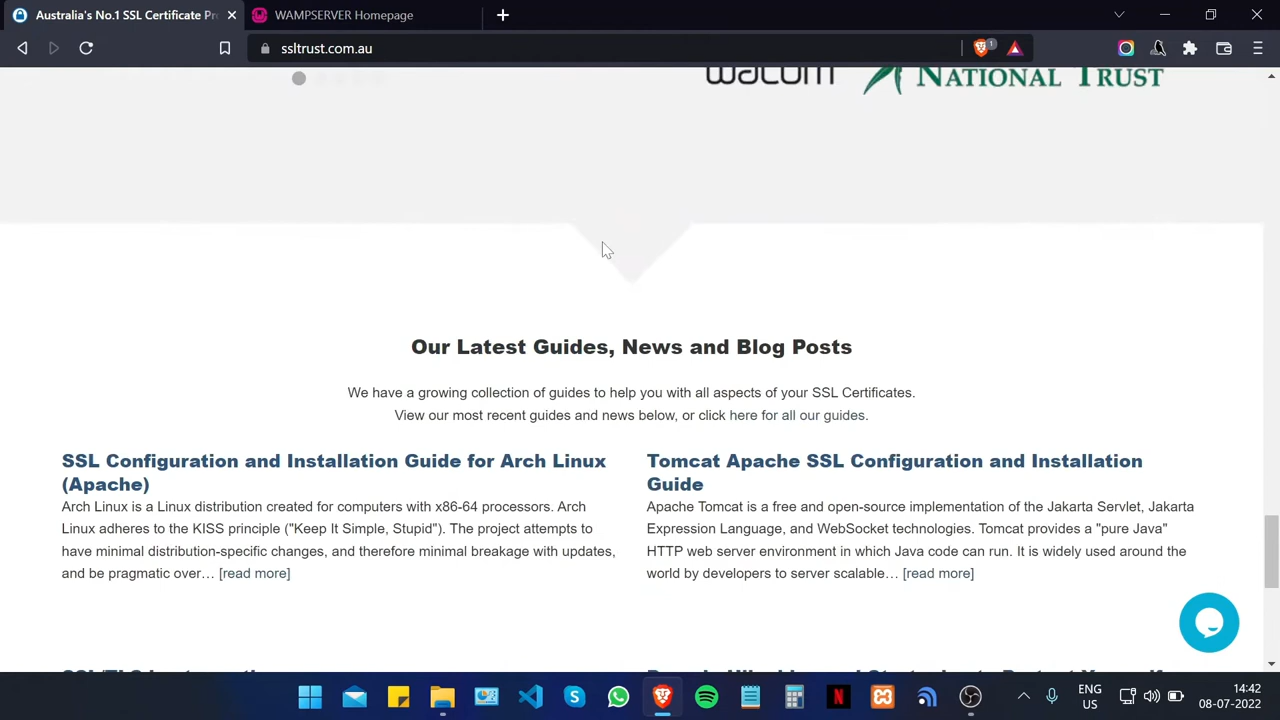 Australia's No.1 SSL Certificate Pr
WAMPSERVER Homepage
ssltrust.com.au
1
wacom
NATIONAL TRUST
Our Latest Guides, News and Blog Posts
We have a growing collection of guides to help you with all aspects of your SSL Certificates.
View our most recent guides and news below, or click here for all our guides.
SSL Configuration and Installation Guide for Arch Linux
(Apache)
Arch Linux is a Linux distribution created for computers with x86-64 processors. Arch
Linux adheres to the KISS principle ("Keep It Simple, Stupid"). The project attempts to
have minimal distribution-specific changes, and therefore minimal breakage with updates,
and be pragmatic over… [read more]
Tomcat Apache SSL Configuration and Installation
Guide
Apache Tomcat is a free and open-source implementation of the Jakarta Servlet, Jakarta
Expression Language, and WebSocket technologies. Tomcat provides a "pure Java"
HTTP web server environment in which Java code can run. It is widely used around the
world by developers to server scalable… [read more]
ENG
US
14:42
08-07-2022